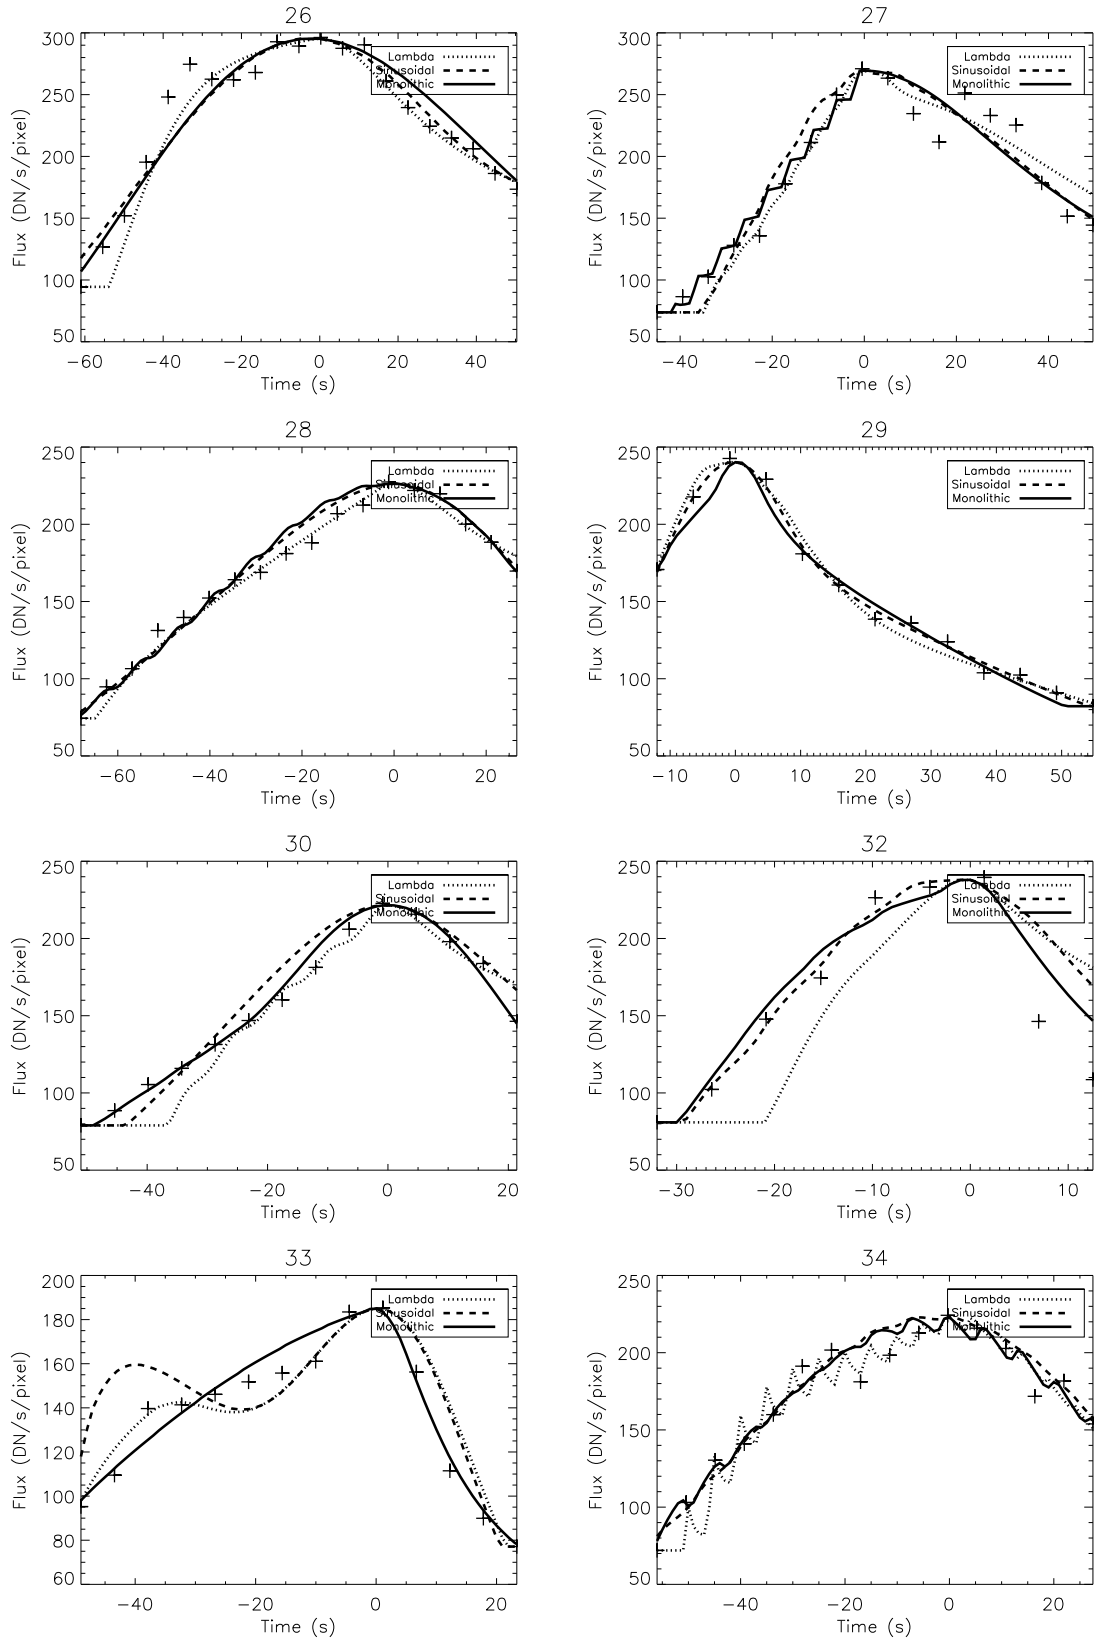 26
300
250
200
150
100
50
Flux (DN/s/pixel)
Lambda
Sinusoidal
Monolithic
−60 −40 −20 0 20 40
Time (s)
27
300
250
200
150
100
50
Flux (DN/s/pixel)
Lambda
Sinusoidal
Monolithic
−40 −20 0 20 40
Time (s)
28
250
200
150
100
50
Flux (DN/s/pixel)
Lambda
Sinusoidal
Monolithic
−60 −40 −20 0 20
Time (s)
29
250
200
150
100
50
Flux (DN/s/pixel)
Lambda
Sinusoidal
Monolithic
−10 0 10 20 30 40 50
Time (s)
30
250
200
150
100
50
Flux (DN/s/pixel)
Lambda
Sinusoidal
Monolithic
−40 −20 0 20
Time (s)
32
250
200
150
100
50
Flux (DN/s/pixel)
Lambda
Sinusoidal
Monolithic
−30 −20 −10 0 10
Time (s)
33
200
180
160
140
120
100
80
60
Flux (DN/s/pixel)
Lambda
Sinusoidal
Monolithic
−40 −20 0 20
Time (s)
34
250
200
150
100
50
Flux (DN/s/pixel)
Lambda
Sinusoidal
Monolithic
−40 −20 0 20
Time (s)